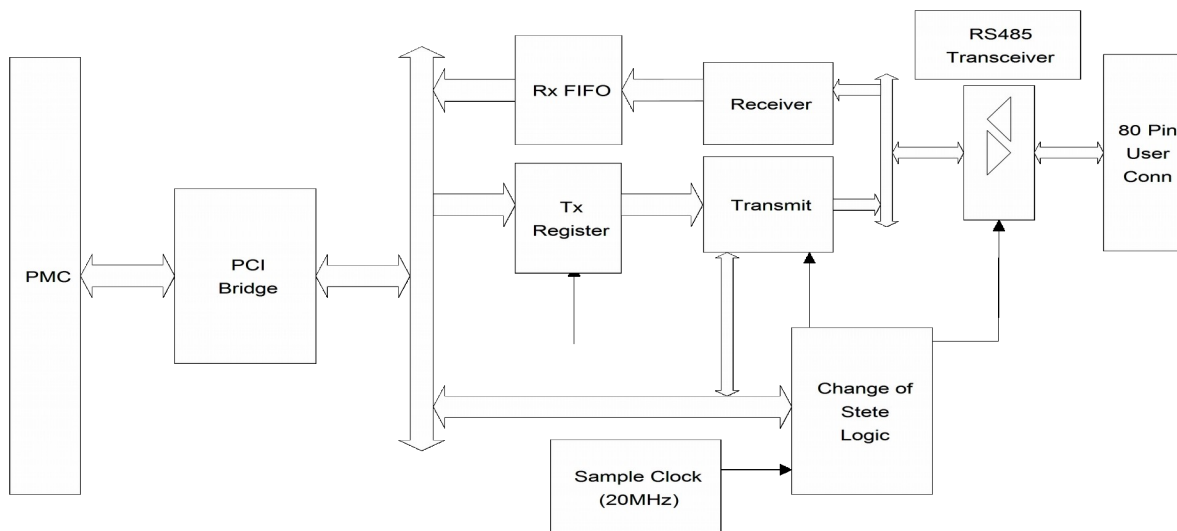 RS485
Transceiver
Rx FIFO
Receiver
80 Pin
User
Conn
Tx
Register
Transmit
PMC
PCI
Bridge
Change of
Stete
Logic
Sample Clock
(20MHz)